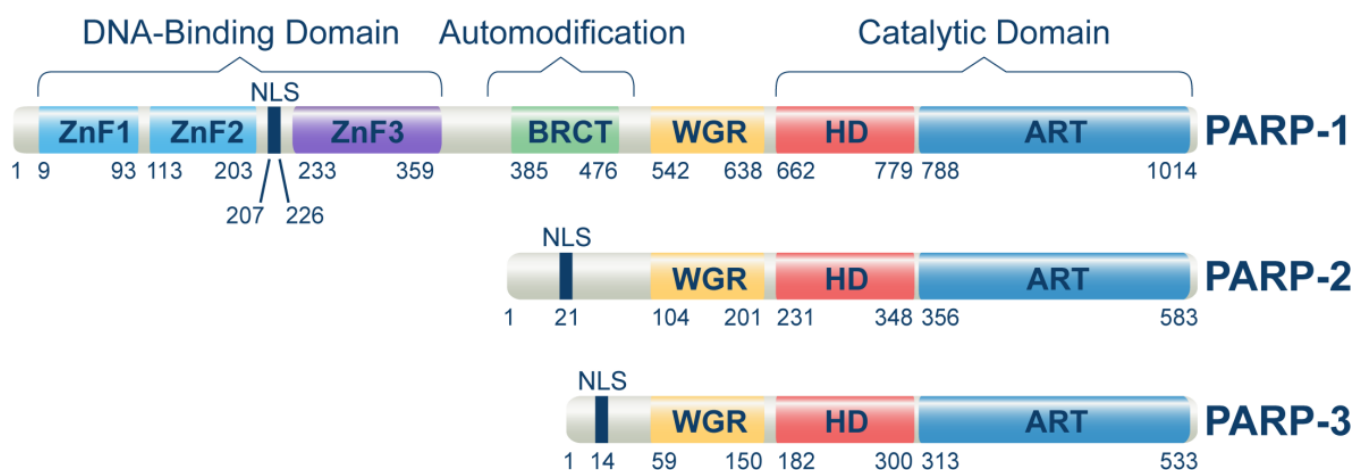 DNA-Binding Domain Automodification Catalytic Domain
NLS
ZnF1 ZnF2 ZnF3 BRCT WGR HD ART PARP-1
1 9 93 113 203 233 359 385 476 542 638 662 779 788 1014
207 226
NLS
WGR HD ART PARP-2
1 21 104 201 231 348 356 583
NLS
WGR HD ART PARP-3
1 14 59 150 182 300 313 533